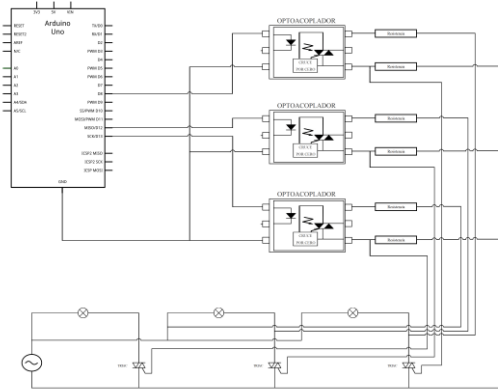 3V3 5V VIN
Arduino
Uno
RESET
RESET2
AREF
N/C
A0
A1
A2
A3
A4/SDA
A5/SCL
TX/D0
RX/D1
D2
PWM D3
D4
PWM D5
PWM D6
D7
D8
PWM D9
SS/PWM D10
MOSI/PWM D11
MISO/D12
SCK/D13
ICSP2 MISO
ICSP2 SCK
ICSP MOSI
GND
OPTOACOPLADOR
Resistencia
Resistencia
OPTOACOPLADOR
Resistencia
Resistencia
OPTOACOPLADOR
Resistencia
Resistencia
TRIAC
TRIAC
TRIAC